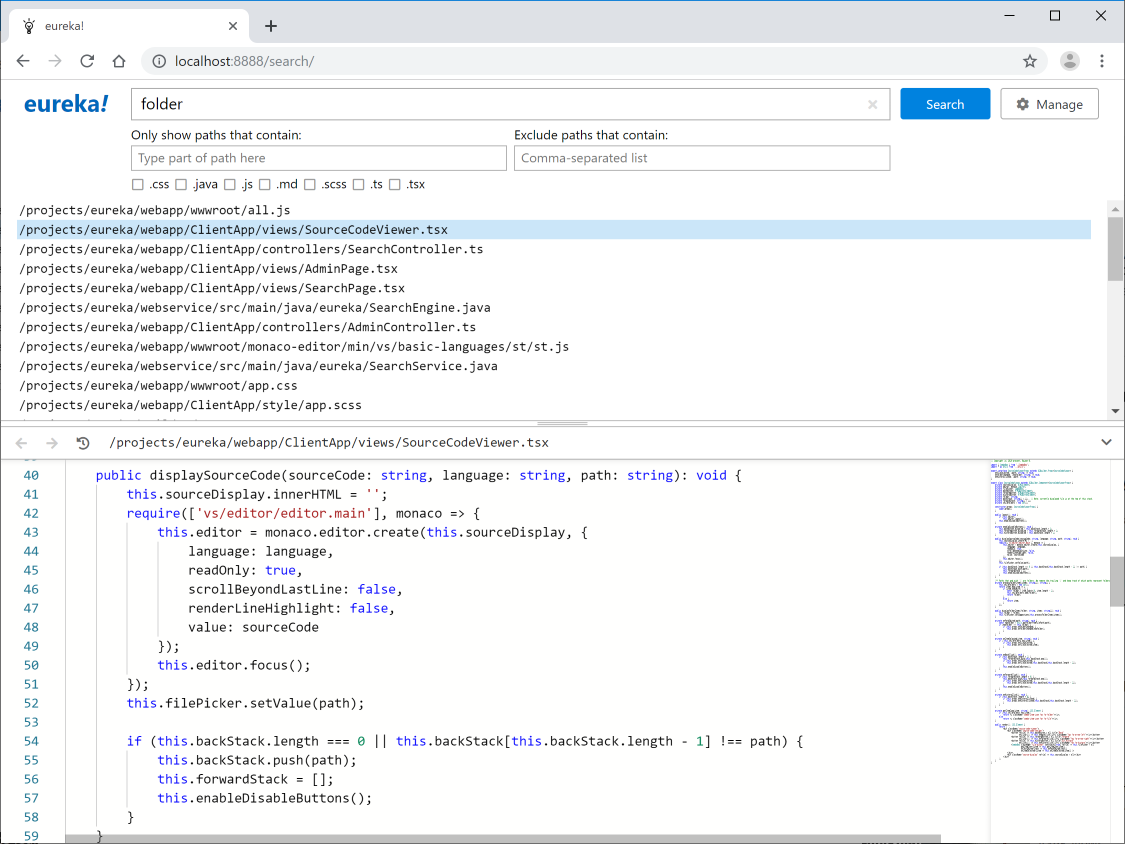 eureka!
localhost:8888/search/
eureka!
folder
Search
Manage
Only show paths that contain:
Exclude paths that contain:
Type part of path here
Comma-separated list
.css .java .js .md .scss .ts .tsx
/projects/eureka/webapp/wwwroot/all.js
/projects/eureka/webapp/ClientApp/views/SourceCodeViewer.tsx
/projects/eureka/webapp/ClientApp/controllers/SearchController.ts
/projects/eureka/webapp/ClientApp/views/AdminPage.tsx
/projects/eureka/webapp/ClientApp/views/SearchPage.tsx
/projects/eureka/webservice/src/main/java/eureka/SearchEngine.java
/projects/eureka/webapp/ClientApp/controllers/AdminController.ts
/projects/eureka/webapp/wwwroot/monaco-editor/min/vs/basic-languages/st/st.js
/projects/eureka/webservice/src/main/java/eureka/SearchService.java
/projects/eureka/webapp/wwwroot/app.css
/projects/eureka/webapp/ClientApp/style/app.scss
/projects/eureka/webapp/ClientApp/views/SourceCodeViewer.tsx
40 public displaySourceCode(sourceCode: string, language: string, path: string): void {
41 this.sourceDisplay.innerHTML = '';
42 require(['vs/editor/editor.main'], monaco => {
43 this.editor = monaco.editor.create(this.sourceDisplay, {
44 language: language,
45 readOnly: true,
46 scrollBeyondLastLine: false,
47 renderLineHighlight: false,
48 value: sourceCode
49 });
50 this.editor.focus();
51 });
52 this.filePicker.setValue(path);
53
54 if (this.backStack.length === 0 || this.backStack[this.backStack.length - 1] !== path) {
55 this.backStack.push(path);
56 this.forwardStack = [];
57 this.enableDisableButtons();
58 }
59 }